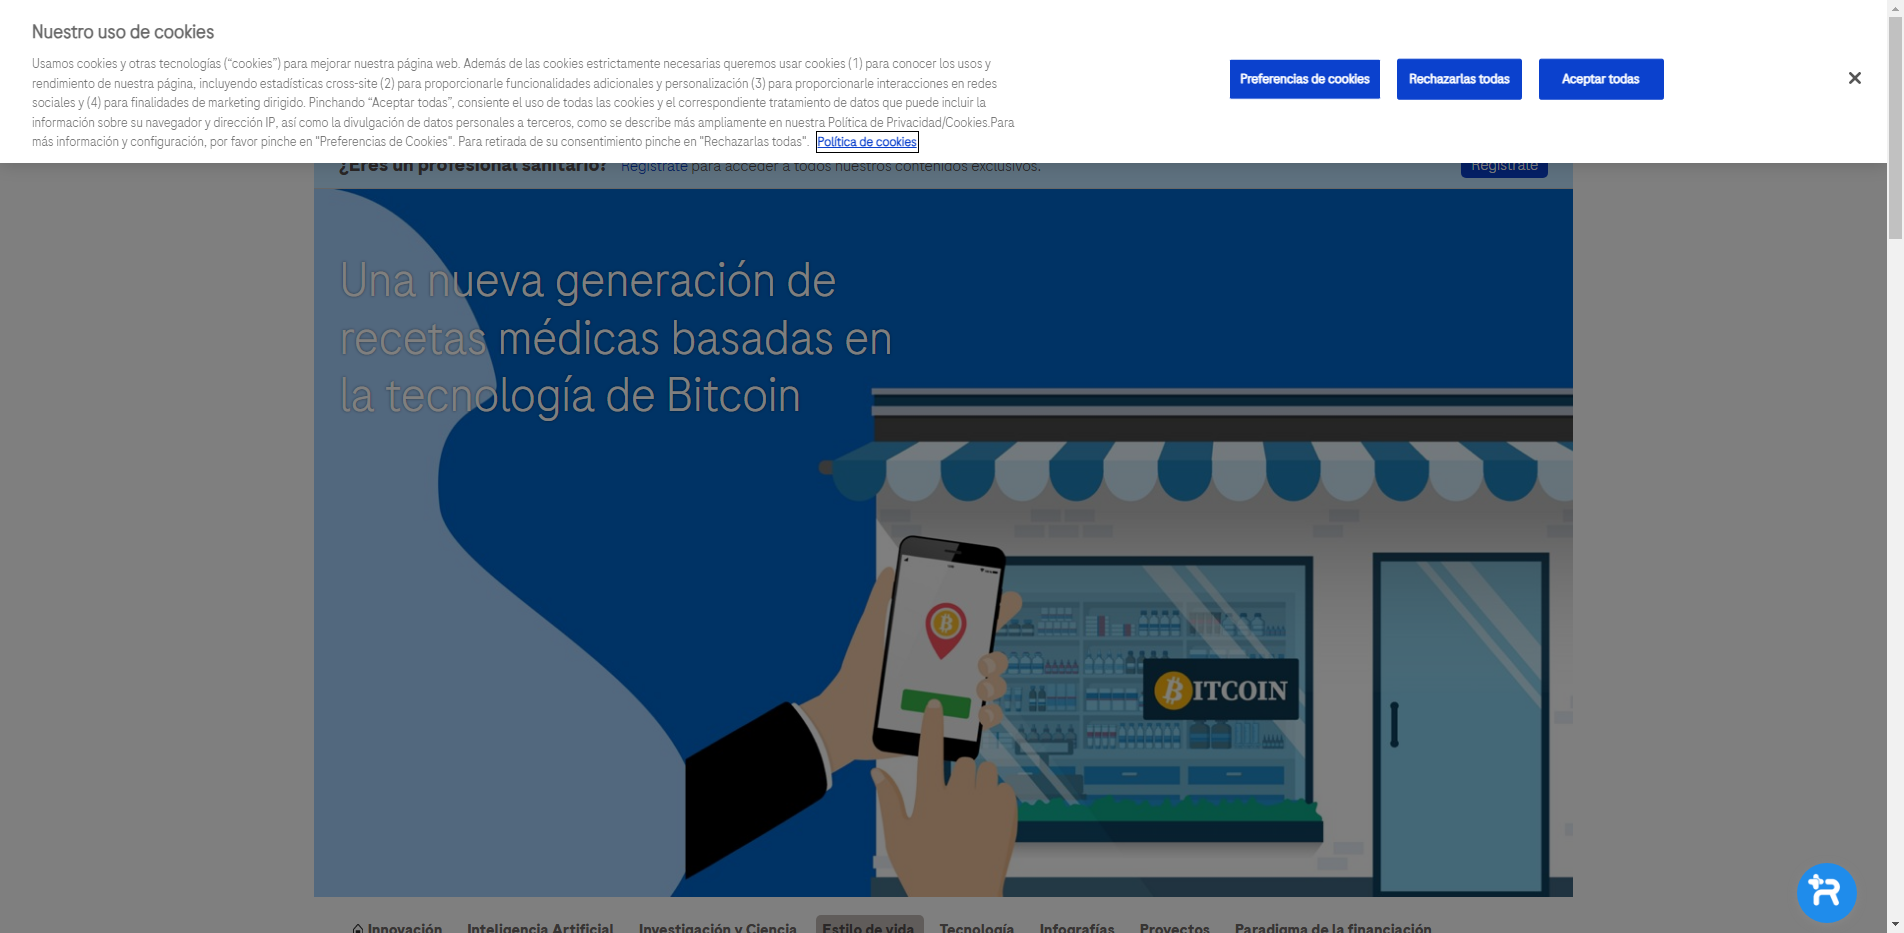 Nuestro uso de cookies
Usamos cookies y otras tecnologías (“cookies”) para mejorar nuestra página web. Además de las cookies estrictamente necesarias queremos usar cookies (1) para conocer los usos y
rendimiento de nuestra página, incluyendo estadísticas cross-site (2) para proporcionarle funcionalidades adicionales y personalización (3) para proporcionarle interacciones en redes
sociales y (4) para finalidades de marketing dirigido. Pinchando “Aceptar todas”, consiente el uso de todas las cookies y el correspondiente tratamiento de datos que puede incluir la
información sobre su navegador y dirección IP, así como la divulgación de datos personales a terceros, como se describe más ampliamente en nuestra Política de Privacidad/Cookies.Para
más información y configuración, por favor pinche en "Preferencias de Cookies". Para retirada de su consentimiento pinche en "Rechazarlas todas". Política de cookies
Preferencias de cookies
Rechazarlas todas
Aceptar todas
¿Eres un profesional sanitario? Regístrate para acceder a todos nuestros contenidos exclusivos.
Regístrate
Una nueva generación de
recetas médicas basadas en
la tecnología de Bitcoin
BITCOIN
Innovación Inteligencia Artificial Investigación y Ciencia Estilo de vida Tecnología Infografías Proyectos Paradigma de la financiación